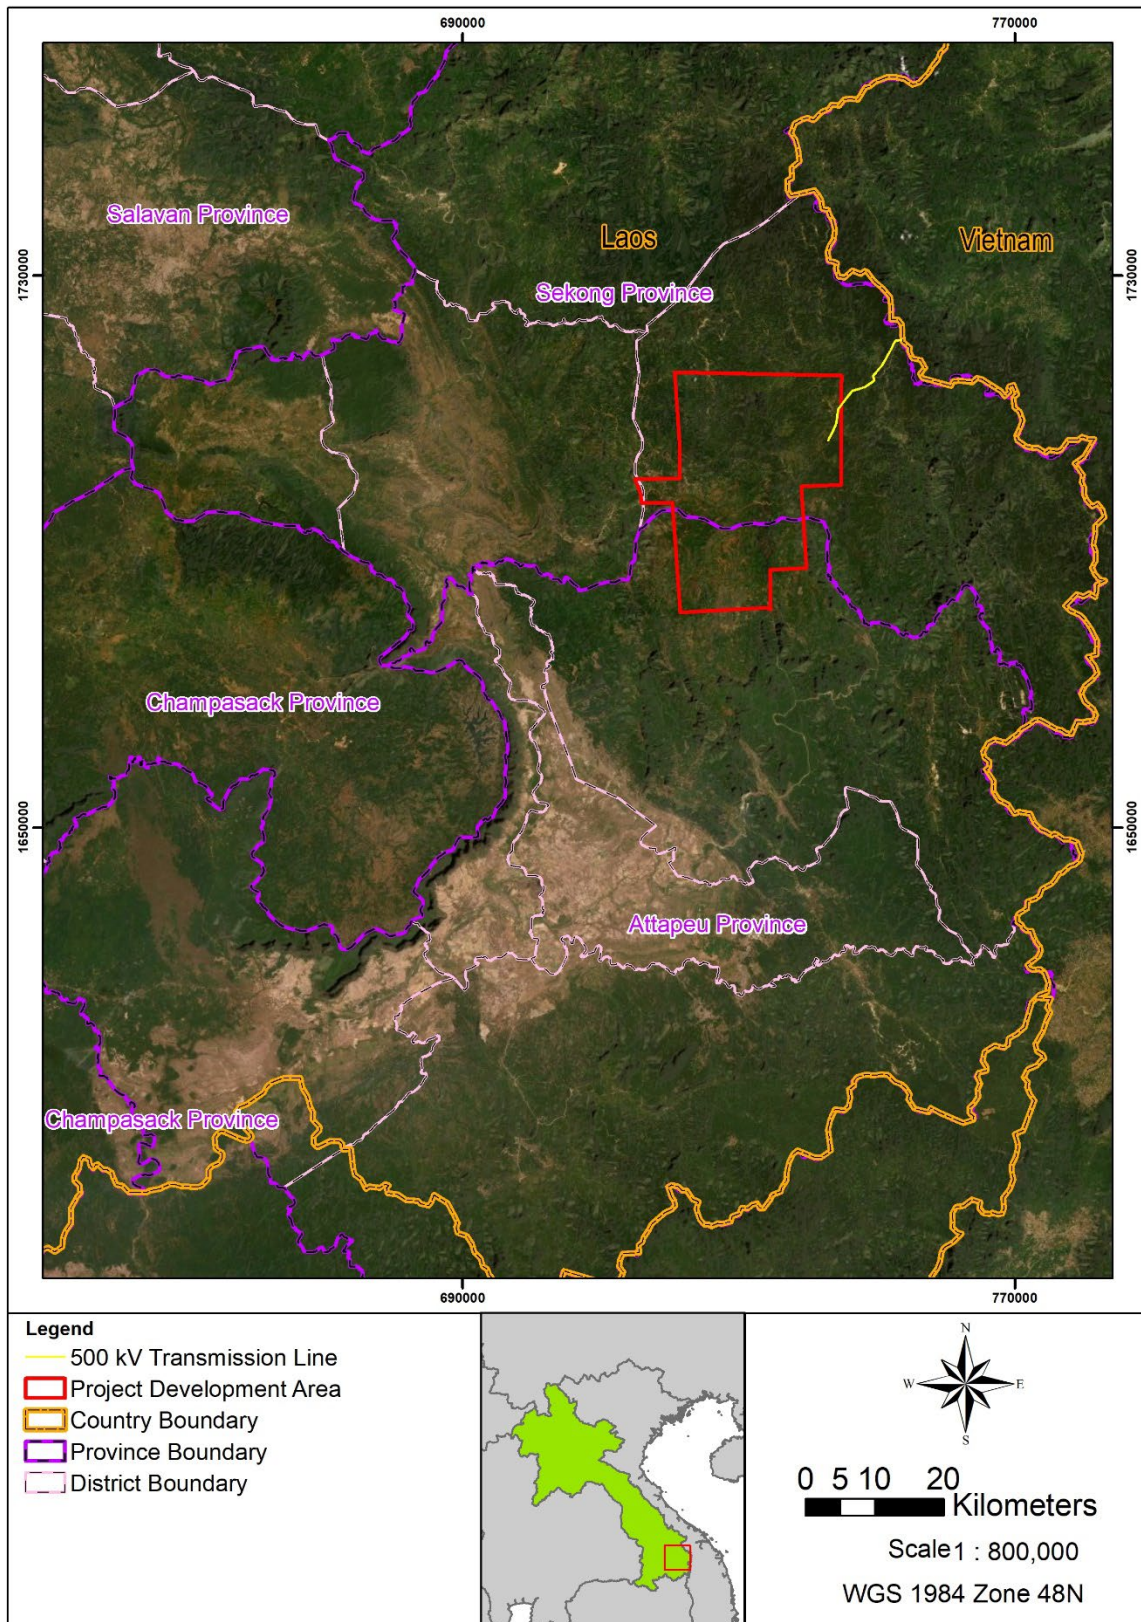 690000
770000
Salavan Province
Laos
Vietnam
1730000
1730000
Sekong Province
Champasack Province
1650000
1650000
Attapeu Province
Champasack Province
690000
770000
Legend
500 kV Transmission Line
Project Development Area
Country Boundary
Province Boundary
District Boundary
N
W
E
S
0 5 10 20
Kilometers
Scale 1 : 800,000
WGS 1984 Zone 48N